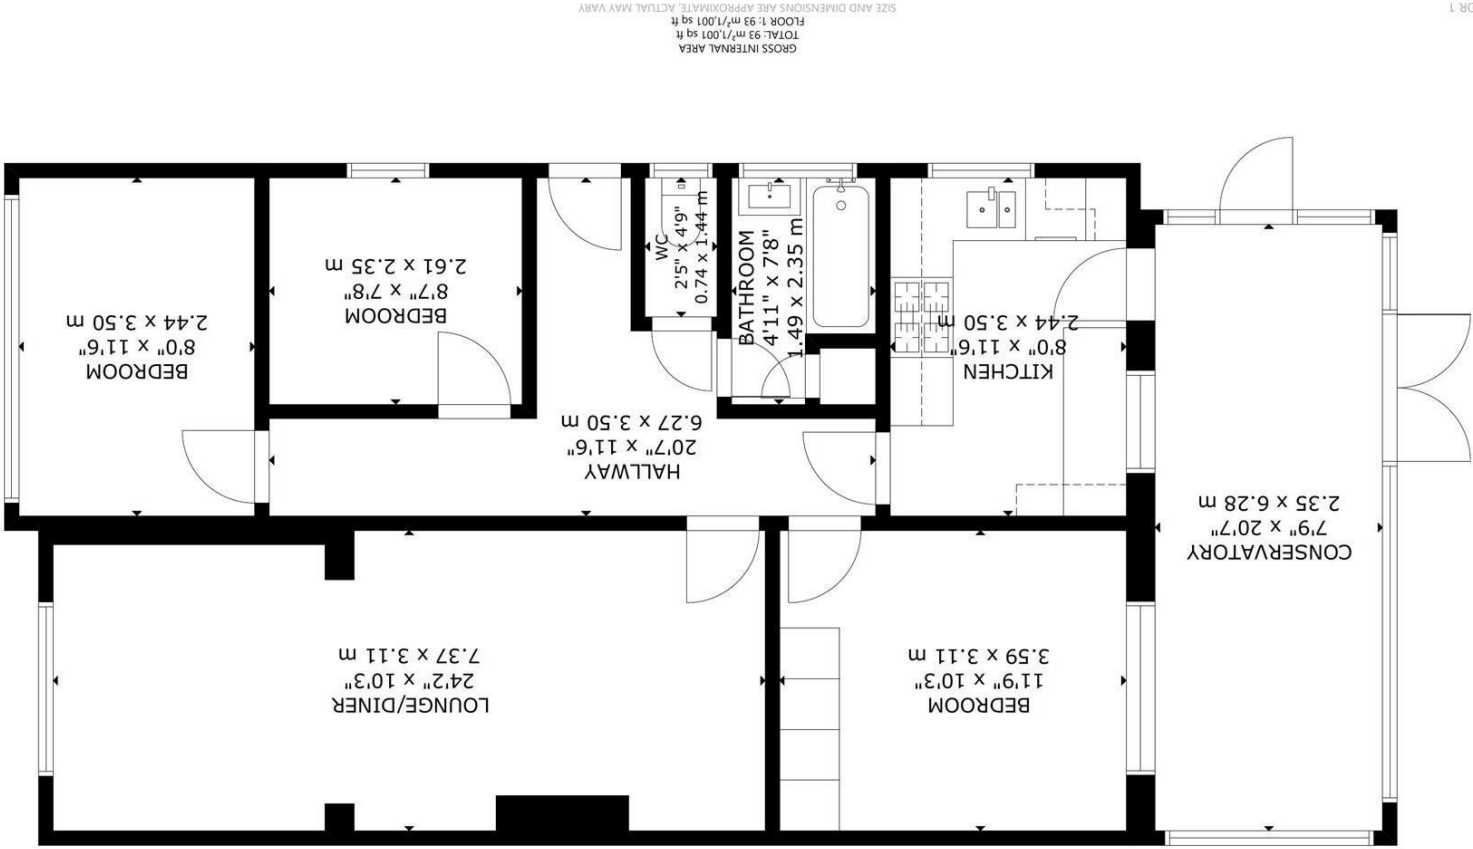 BEDROOM
8'0" x 11'6"
2.44 x 3.50 m
BEDROOM
8'7" x 7'8"
2.61 x 2.35 m
WC
2'5" x 4'9"
0.74 x 1.44 m
BATHROOM
4'11" x 7'8"
1.49 x 2.35 m
KITCHEN
8'0" x 11'6"
2.44 x 3.50 m
HALLWAY
20'7" x 11'6"
6.27 x 3.50 m
CONSERVATORY
7'9" x 20'7"
2.35 x 6.28 m
LOUNGE/DINER
24'2" x 10'3"
7.37 x 3.11 m
BEDROOM
11'9" x 10'3"
3.59 x 3.11 m
GROSS INTERNAL AREA
TOTAL: 93 m²/1,001 sq ft
FLOOR 1: 93 m²/1,001 sq ft
SIZE AND DIMENSIONS ARE APPROXIMATE, ACTUAL MAY VARY
OR 1